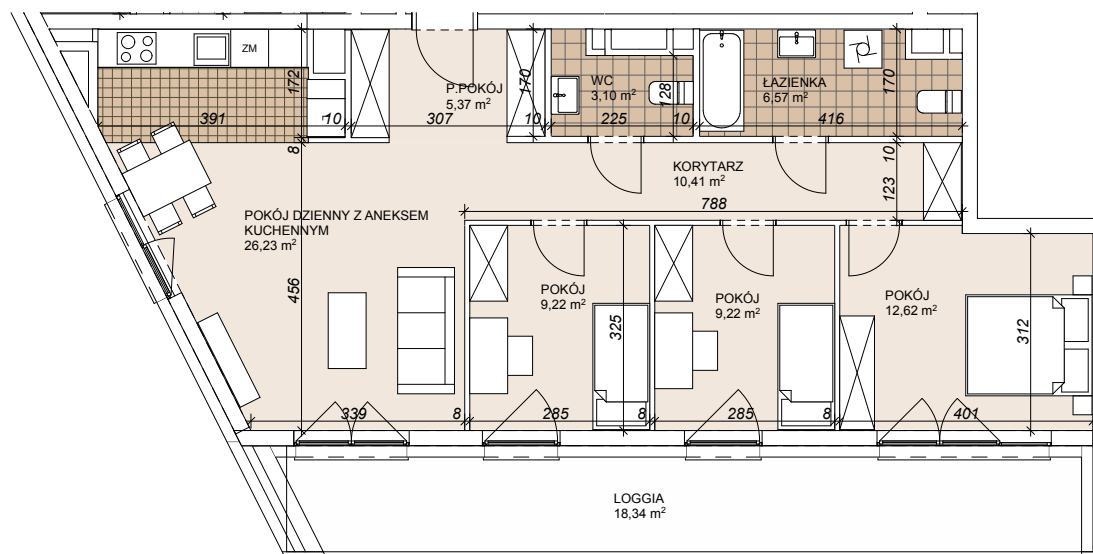 ZM
172
391
10
P.POKÓJ
5,37 m²
307
170
10
WC
3,10 m²
128
225
10
ŁAZIENKA
6,57 m²
170
416
8
KORYTARZ
10,41 m²
10
123
788
POKÓJ DZIENNY Z ANEKSEM
KUCHENNYM
26,23 m²
456
POKÓJ
9,22 m²
325
POKÓJ
9,22 m²
POKÓJ
12,62 m²
312
339
8
285
8
285
8
401
LOGGIA
18,34 m²